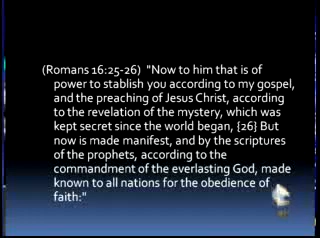 (Romans 16:25-26)  "Now to him that is of
power to stablish you according to my gospel,
and the preaching of Jesus Christ, according
to the revelation of the mystery, which was
kept secret since the world began, {26} But
now is made manifest, and by the scriptures
of the prophets, according to the
commandment of the everlasting God, made
known to all nations for the obedience of
faith:"